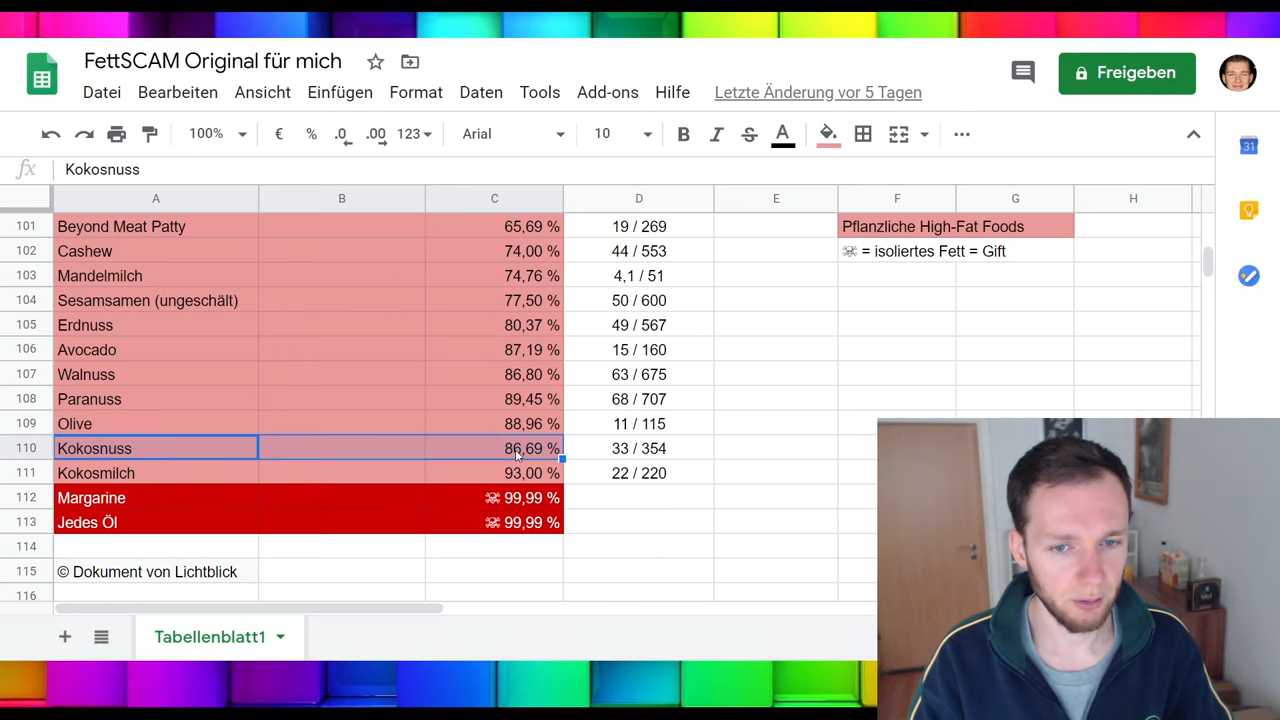 FettSCAM Original für mich
Datei Bearbeiten Ansicht Einfügen Format Daten Tools Add-ons Hilfe Letzte Änderung vor 5 Tagen
Freigeben
100% € % .0 .00 123 Arial 10 B I S A
31
fx Kokosnuss
A B C D E F G H
101 Beyond Meat Patty 65,69 % 19 / 269 Pflanzliche High-Fat Foods
102 Cashew 74,00 % 44 / 553 ☠ = isoliertes Fett = Gift
103 Mandelmilch 74,76 % 4,1 / 51
104 Sesamsamen (ungeschält) 77,50 % 50 / 600
105 Erdnuss 80,37 % 49 / 567
106 Avocado 87,19 % 15 / 160
107 Walnuss 86,80 % 63 / 675
108 Paranuss 89,45 % 68 / 707
109 Olive 88,96 % 11 / 115
110 Kokosnuss 86,69 % 33 / 354
111 Kokosmilch 93,00 % 22 / 220
112 Margarine ☠ 99,99 %
113 Jedes Öl ☠ 99,99 %
114
115 © Dokument von Lichtblick
116
Tabellenblatt1